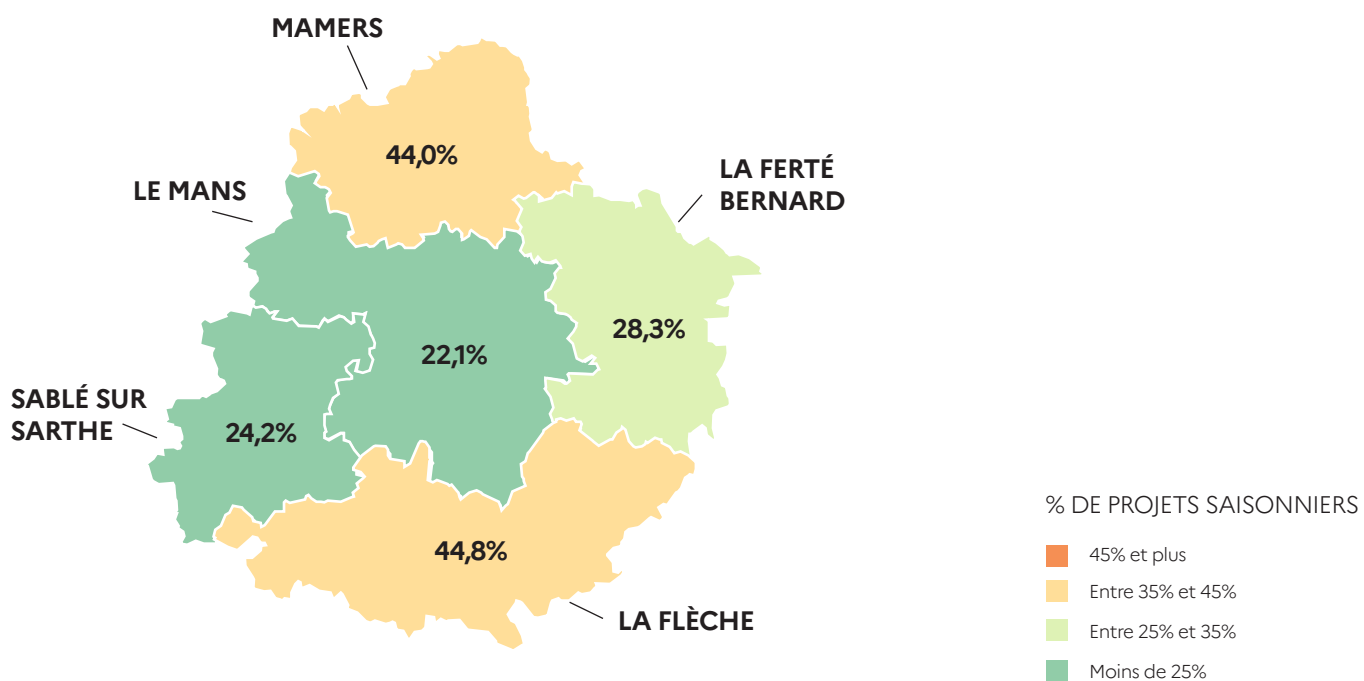 MAMERS
44,0%
LA FERTÉ
BERNARD
LE MANS
28,3%
22,1%
SABLÉ SUR
SARTHE
24,2%
44,8%
LA FLÈCHE
% DE PROJETS SAISONNIERS
45% et plus
Entre 35% et 45%
Entre 25% et 35%
Moins de 25%